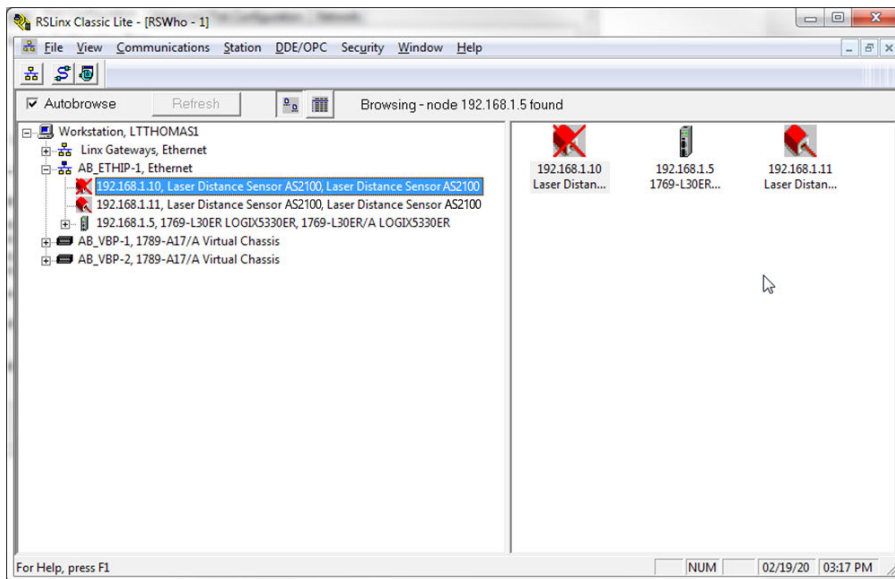 RSLinx Classic Lite - [RSWho - 1]
File View Communications Station DDE/OPC Security Window Help
Autobrowse Refresh Browsing - node 192.168.1.5 found
Workstation, LTTHOMAS1
Linx Gateways, Ethernet
AB_ETHIP-1, Ethernet
192.168.1.10, Laser Distance Sensor AS2100, Laser Distance Sensor AS2100
192.168.1.11, Laser Distance Sensor AS2100, Laser Distance Sensor AS2100
192.168.1.5, 1769-L30ER LOGIX5330ER, 1769-L30ER/A LOGIX5330ER
AB_VBP-1, 1789-A17/A Virtual Chassis
AB_VBP-2, 1789-A17/A Virtual Chassis
192.168.1.10 192.168.1.5 192.168.1.11
Laser Distan... 1769-L30ER... Laser Distan...
For Help, press F1 NUM 02/19/20 03:17 PM